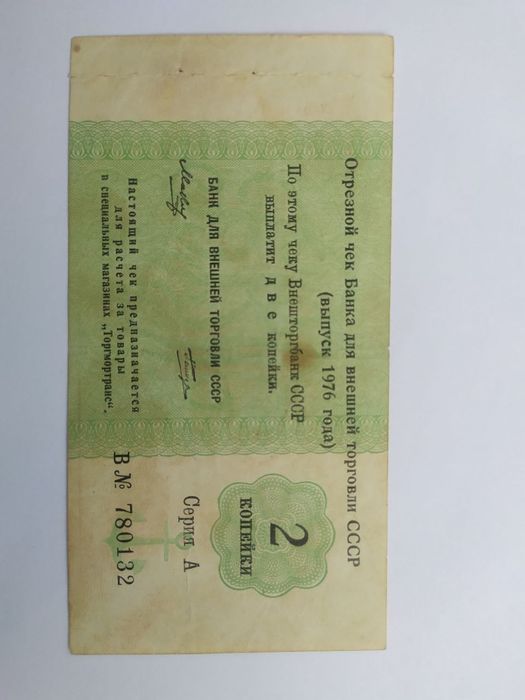 Отрезной чек Банка для внешней торговли СССР
(выпуск 1976 года)
По этому чеку Внешторгбанк СССР
выплатит две копейки.
2
КОПЕЙКИ
БАНК ДЛЯ ВНЕШНЕЙ ТОРГОВЛИ СССР
Серия А
Настоящий чек предназначается
для расчета за товары
в специальных магазинах „Торгмортранс“.
В № 780132